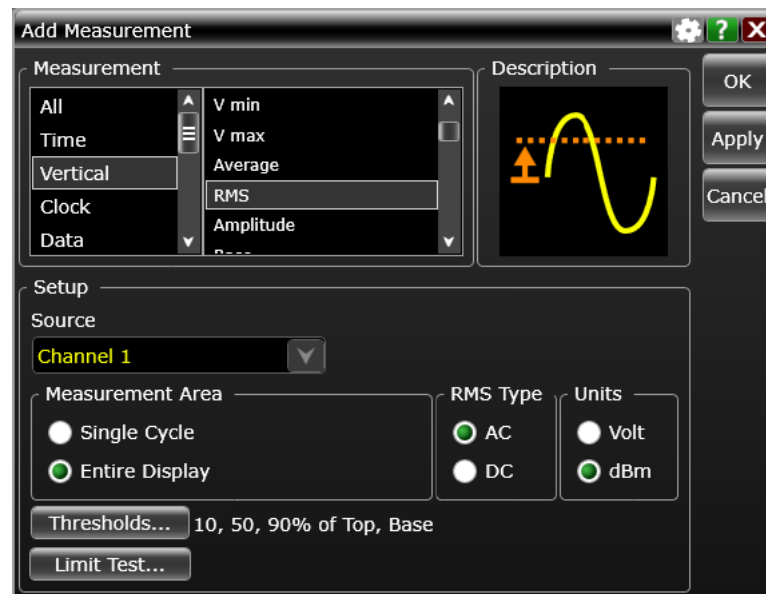 Add Measurement ?
Measurement
All
Time
Vertical
Clock
Data
V min
V max
Average
RMS
Amplitude
Description
OK
Apply
Cancel
Setup
Source
Channel 1
Measurement Area
Single Cycle
Entire Display
RMS Type
AC
DC
Units
Volt
dBm
Thresholds... 10, 50, 90% of Top, Base
Limit Test...